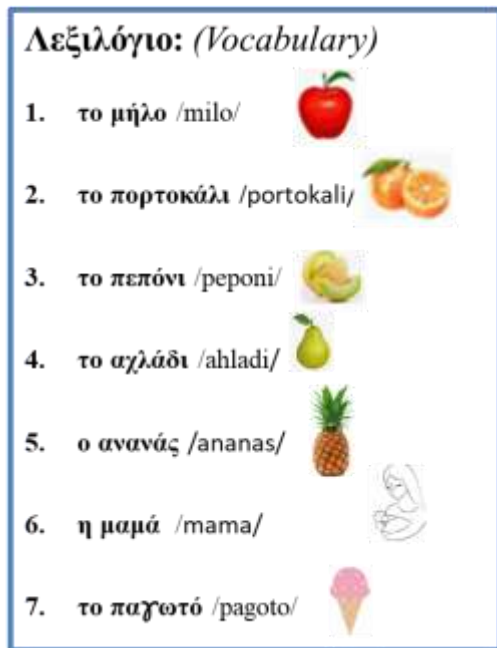 Λεξιλόγιο: (Vocabulary)
1. το μήλο /milo/
2. το πορτοκάλι /portokali/
3. το πεπόνι /peponi/
4. το αχλάδι /ahladi/
5. ο ανανάς /ananas/
6. η μαμά /mama/
7. το παγωτό /pagoto/